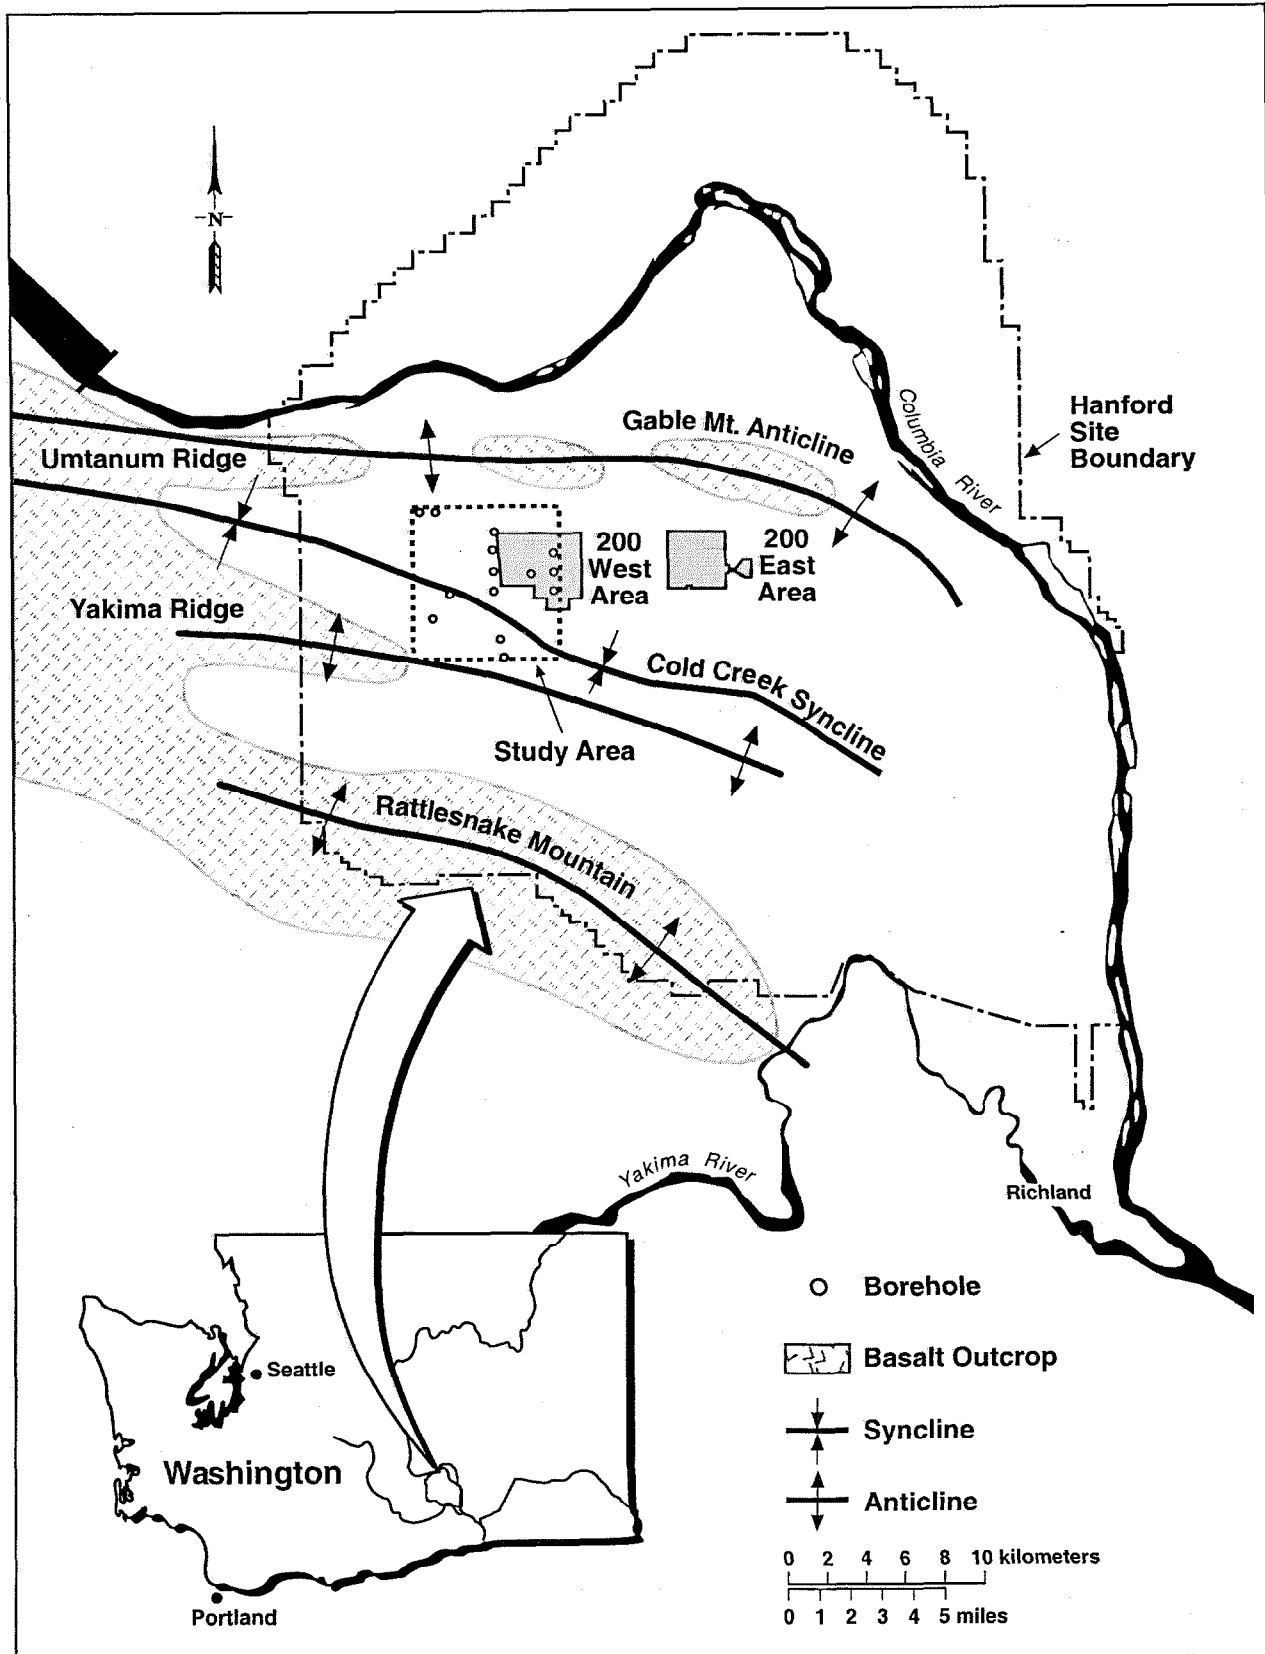 N
Hanford
Site
Boundary
Columbia River
Gable Mt. Anticline
Umtanum Ridge
200
West
Area
200
East
Area
Yakima Ridge
Cold Creek Syncline
Study Area
Rattlesnake Mountain
Yakima River
Richland
Borehole
Basalt Outcrop
Seattle
Syncline
Washington
Anticline
0 2 4 6 8 10 kilometers
0 1 2 3 4 5 miles
Portland